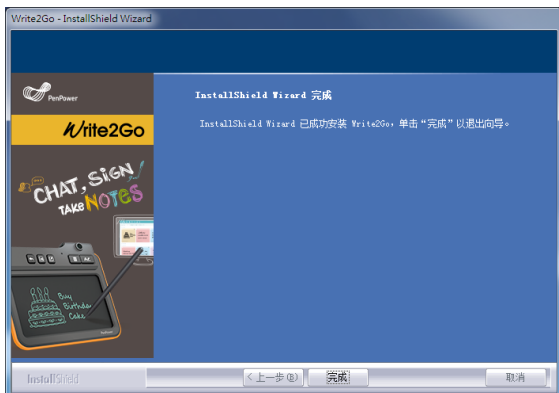 Write2Go - InstallShield Wizard
PenPower
Write2Go
CHAT, SIGN/
TAKE NOTES
Buy
Birthday
Cake
InstallShield Wizard 完成
InstallShield Wizard 已成功安装 Write2Go，单击“完成”以退出向导。
InstallShield
<上一步(B)
完成
取消